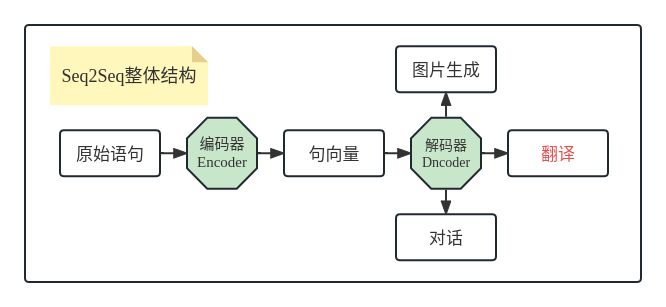 Seq2Seq整体结构
图片生成
原始语句
编码器
Encoder
句向量
解码器
Dncoder
翻译
对话